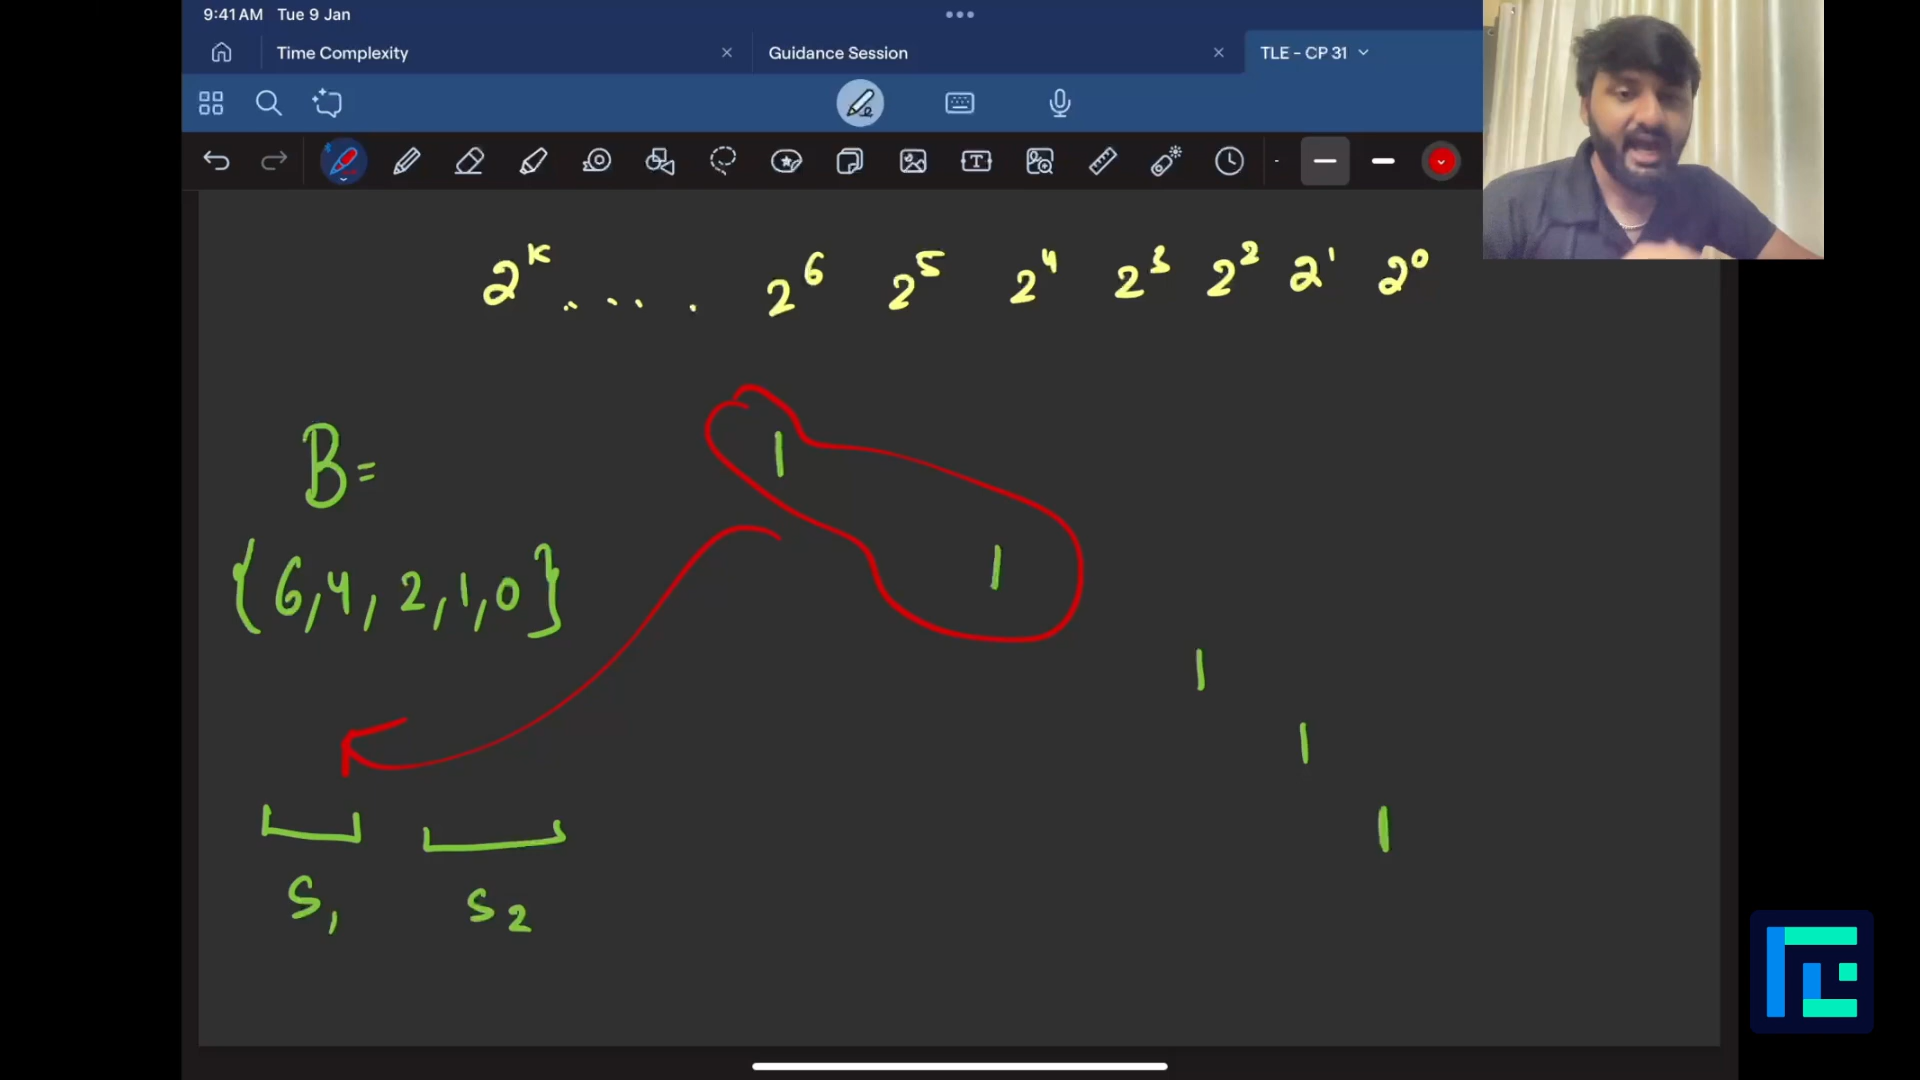 9:41 AM Tue 9 Jan
Time Complexity
Guidance Session
TLE - CP 31
2^k . . . . . 2^6 2^5 2^4 2^3 2^2 2^1 2^0
B =
1
{6, 4, 2, 1, 0}
1
1
1
1
S1 S2